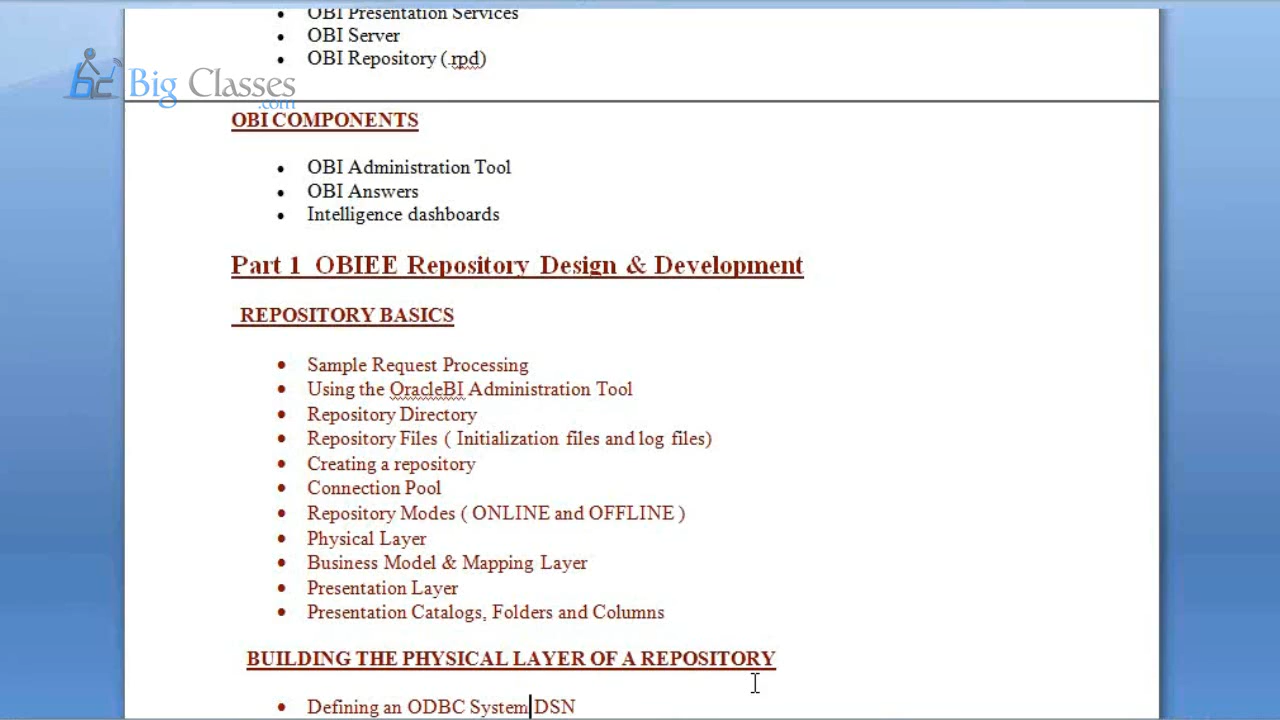 OBI Presentation Services
OBI Server
OBI Repository (.rpd)
Big Classes
.com
OBI COMPONENTS
OBI Administration Tool
OBI Answers
Intelligence dashboards
Part 1 OBIEE Repository Design & Development
REPOSITORY BASICS
Sample Request Processing
Using the OracleBI Administration Tool
Repository Directory
Repository Files ( Initialization files and log files)
Creating a repository
Connection Pool
Repository Modes ( ONLINE and OFFLINE )
Physical Layer
Business Model & Mapping Layer
Presentation Layer
Presentation Catalogs, Folders and Columns
BUILDING THE PHYSICAL LAYER OF A REPOSITORY
Defining an ODBC System DSN